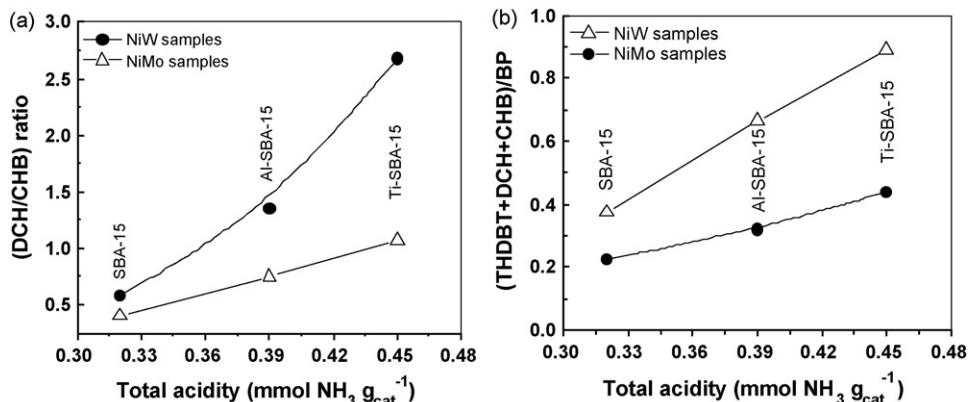 (a)
3.0
2.5
2.0
1.5
1.0
0.5
(DCH/CHB) ratio
NiW samples
NiMo samples
SBA-15
Al-SBA-15
Ti-SBA-15
0.30 0.33 0.36 0.39 0.42 0.45 0.48
Total acidity (mmol NH3 gcat-1)
(b)
1.0
0.8
0.6
0.4
0.2
0.0
(THDBT+DCH+CHB)/BP
NiW samples
NiMo samples
SBA-15
Al-SBA-15
Ti-SBA-15
0.30 0.33 0.36 0.39 0.42 0.45 0.48
Total acidity (mmol NH3 gcat-1)